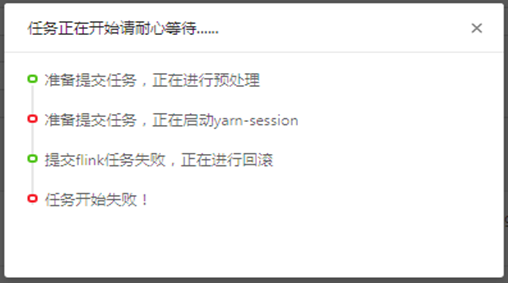 任务正在开始请耐心等待......
准备提交任务，正在进行预处理
准备提交任务，正在启动yarn-session
提交flink任务失败，正在进行回滚
任务开始失败！